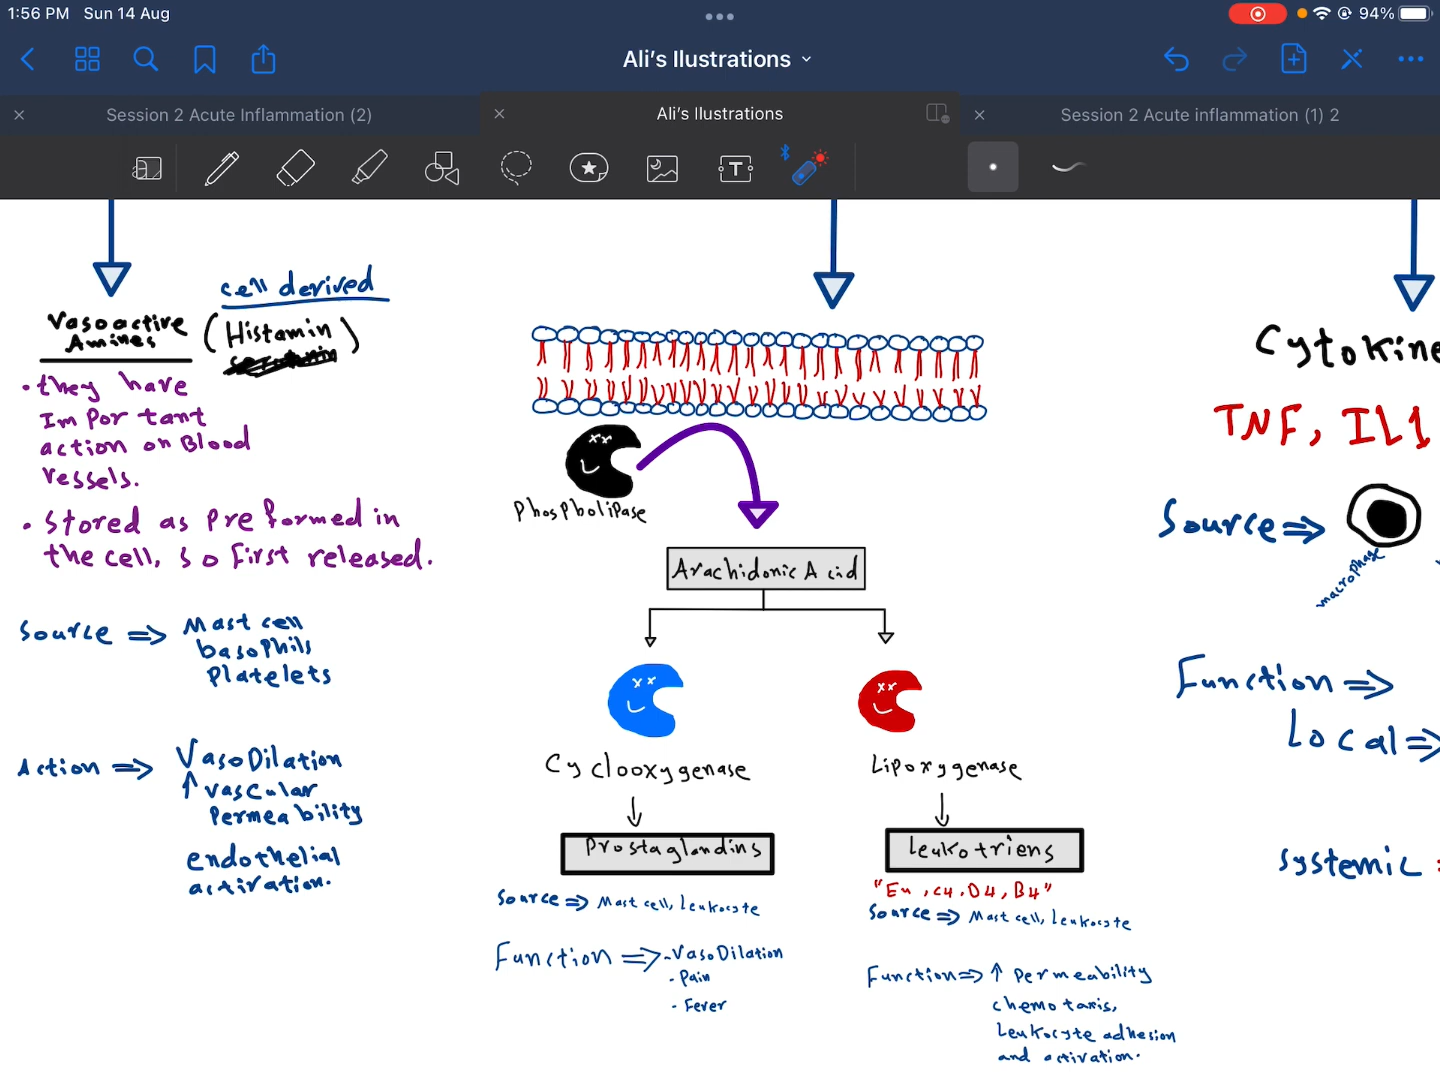 1:56 PM Sun 14 Aug
94%
Ali's Ilustrations
Session 2 Acute Inflammation (2)
Ali's Ilustrations
Session 2 Acute inflammation (1) 2
T
cell derived
Vasoactive
Amines
(Histamin)
• they have
Important
action on Blood
vessels.
• Stored as Preformed in
the cell, so First released.
Source ⇒ Mast cell
basophils
Platelets
Action ⇒ VasoDilation
↑ vascular
Permeability
endothelial
activation.
Phospholipase
Arachidonic Acid
Cyclooxygenase
Prostaglandins
Source ⇒ Mast cell, Leukocyte
Function ⇒ - VasoDilation
- Pain
- Fever
Lipoxygenase
Leukotriens
"E4, C4, D4, B4"
Source ⇒ Mast cell, Leukocyte
Function ⇒ ↑ Permeability
chemotaxis,
Leukocyte adhesion
and activation.
Cytokine
TNF, IL1
Source ⇒
macrophage
Function ⇒
Local ⇒
Systemic